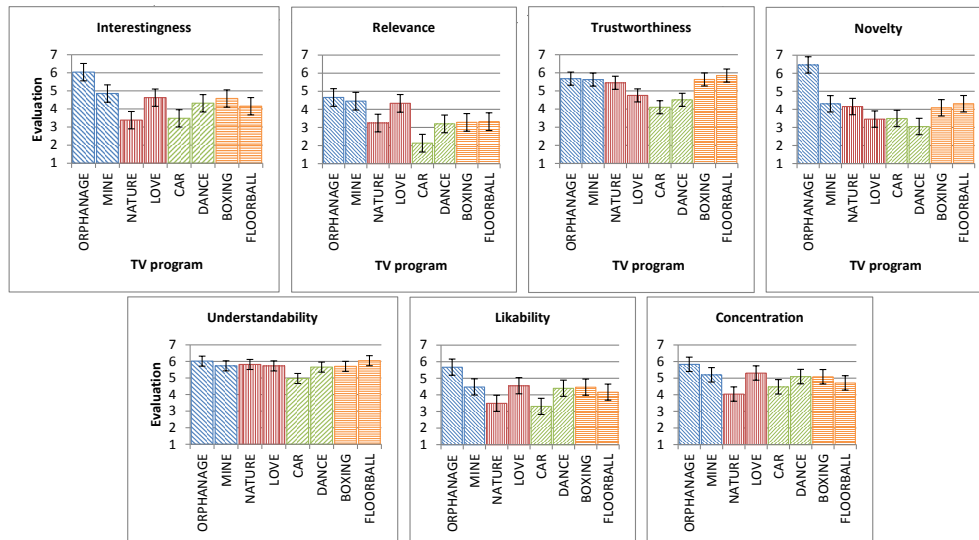 Interestingness
7
6
5
4
3
2
1
Evaluation
ORPHANAGE
MINE
NATURE
LOVE
CAR
DANCE
BOXING
FLOORBALL
TV program
Relevance
7
6
5
4
3
2
1
ORPHANAGE
MINE
NATURE
LOVE
CAR
DANCE
BOXING
FLOORBALL
TV program
Trustworthiness
7
6
5
4
3
2
1
ORPHANAGE
MINE
NATURE
LOVE
CAR
DANCE
BOXING
FLOORBALL
TV program
Novelty
7
6
5
4
3
2
1
ORPHANAGE
MINE
NATURE
LOVE
CAR
DANCE
BOXING
FLOORBALL
TV program
Understandability
7
6
5
4
3
2
1
Evaluation
ORPHANAGE
MINE
NATURE
LOVE
CAR
DANCE
BOXING
FLOORBALL
Likability
7
6
5
4
3
2
1
ORPHANAGE
MINE
NATURE
LOVE
CAR
DANCE
BOXING
FLOORBALL
Concentration
7
6
5
4
3
2
1
ORPHANAGE
MINE
NATURE
LOVE
CAR
DANCE
BOXING
FLOORBALL